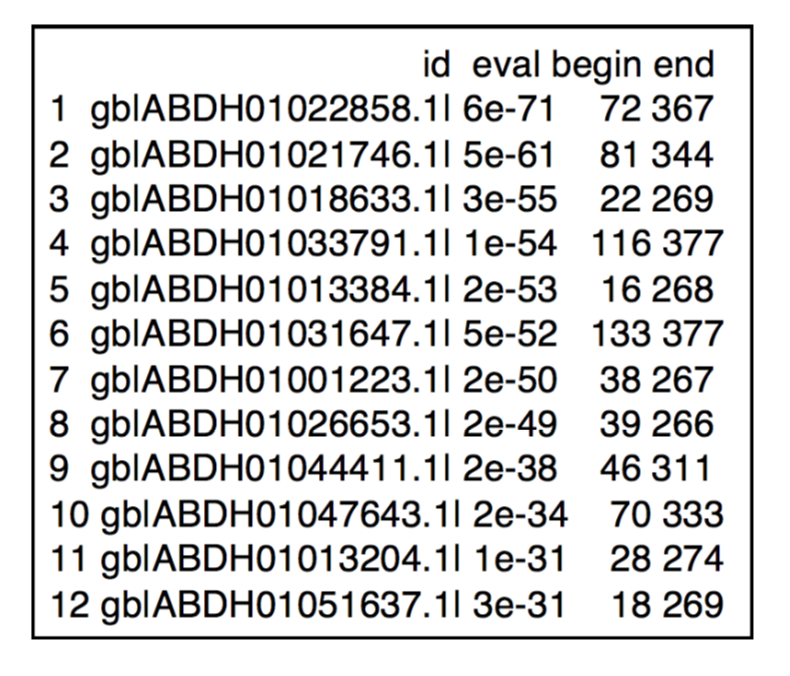 id eval begin end
1 gb|ABDH01022858.1| 6e-71 72 367
2 gb|ABDH01021746.1| 5e-61 81 344
3 gb|ABDH01018633.1| 3e-55 22 269
4 gb|ABDH01033791.1| 1e-54 116 377
5 gb|ABDH01013384.1| 2e-53 16 268
6 gb|ABDH01031647.1| 5e-52 133 377
7 gb|ABDH01001223.1| 2e-50 38 267
8 gb|ABDH01026653.1| 2e-49 39 266
9 gb|ABDH01044411.1| 2e-38 46 311
10 gb|ABDH01047643.1| 2e-34 70 333
11 gb|ABDH01013204.1| 1e-31 28 274
12 gb|ABDH01051637.1| 3e-31 18 269